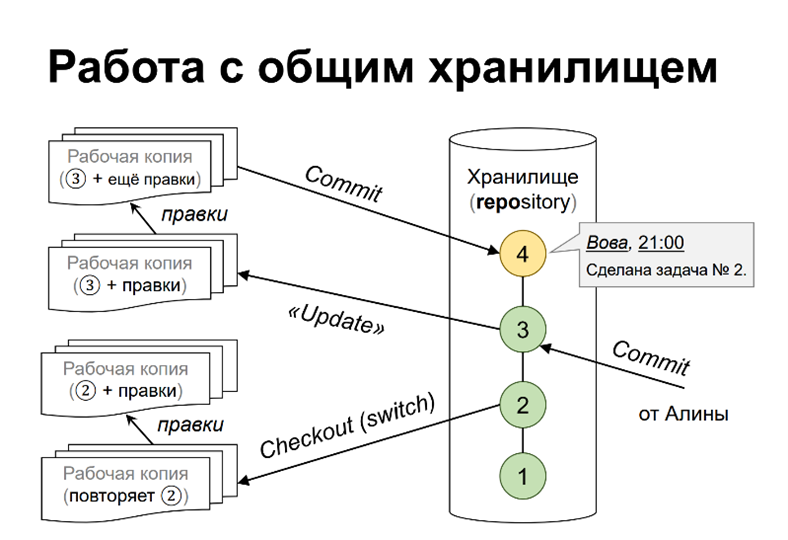 Работа с общим хранилищем
Рабочая копия
(③ + ещё правки)
правки
Рабочая копия
(③ + правки)
Рабочая копия
(② + правки)
правки
Рабочая копия
(повторяет ②)
Commit
«Update»
Checkout (switch)
Хранилище
(repository)
4
3
2
1
Вова, 21:00
Сделана задача № 2.
Commit
от Алины